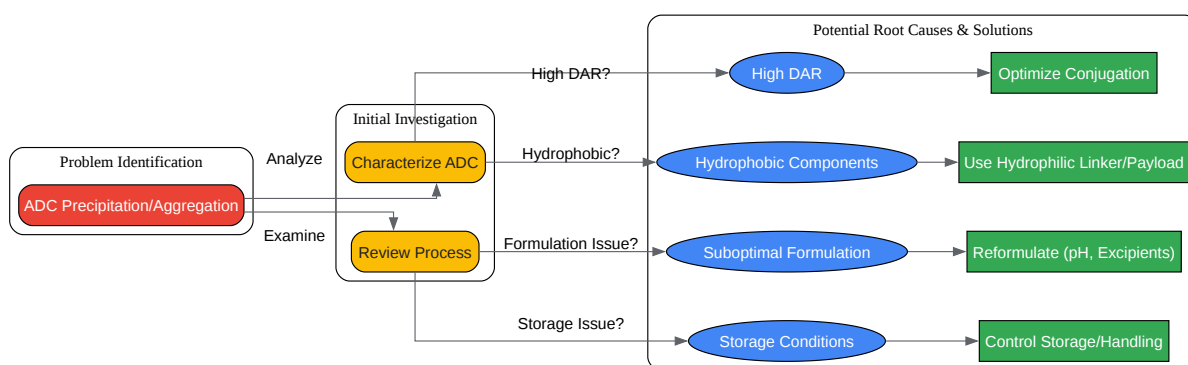 Potential Root Causes & Solutions
High DAR?
High DAR
Optimize Conjugation
Initial Investigation
Problem Identification
Analyze
Characterize ADC
Hydrophobic?
Hydrophobic Components
Use Hydrophilic Linker/Payload
ADC Precipitation/Aggregation
Examine
Review Process
Formulation Issue?
Suboptimal Formulation
Reformulate (pH, Excipients)
Storage Issue?
Storage Conditions
Control Storage/Handling